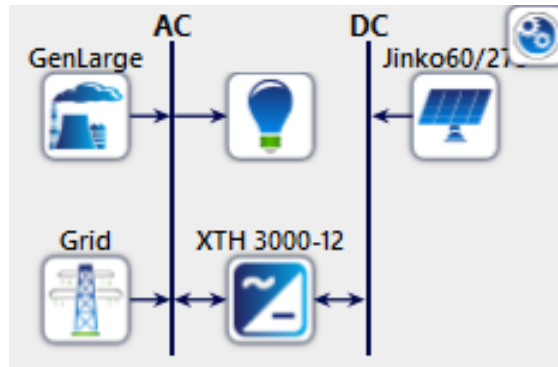 AC
DC
GenLarge
Jinko60/27
Grid
XTH 3000-12